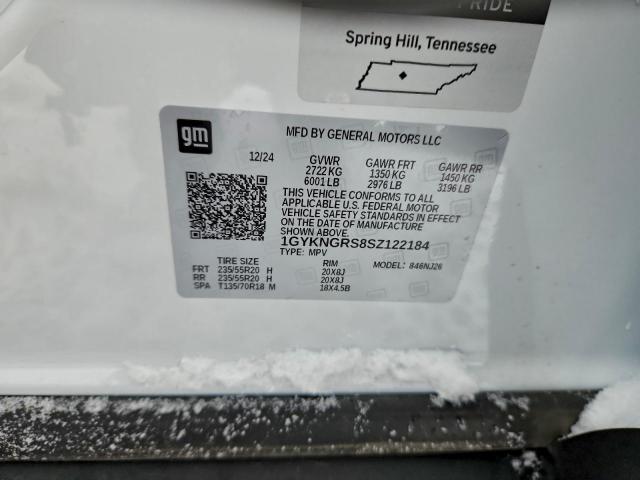 PRIDE
Spring Hill, Tennessee
gm
MFD BY GENERAL MOTORS LLC
12/24 GVWR GAWR FRT GAWR RR
2722 KG 1350 KG 1450 KG
6001 LB 2976 LB 3196 LB
THIS VEHICLE CONFORMS TO ALL
APPLICABLE U.S. FEDERAL MOTOR
VEHICLE SAFETY STANDARDS IN EFFECT
ON THE DATE OF MANUFACTURE
SHOWN ABOVE.
1GYKNGRS8SZ122184
TYPE: MPV
TIRE SIZE RIM MODEL: 846NJ26
FRT 235/55R20 H 20X8J
RR 235/55R20 H 20X8J
SPA T135/70R18 M 18X4.5B